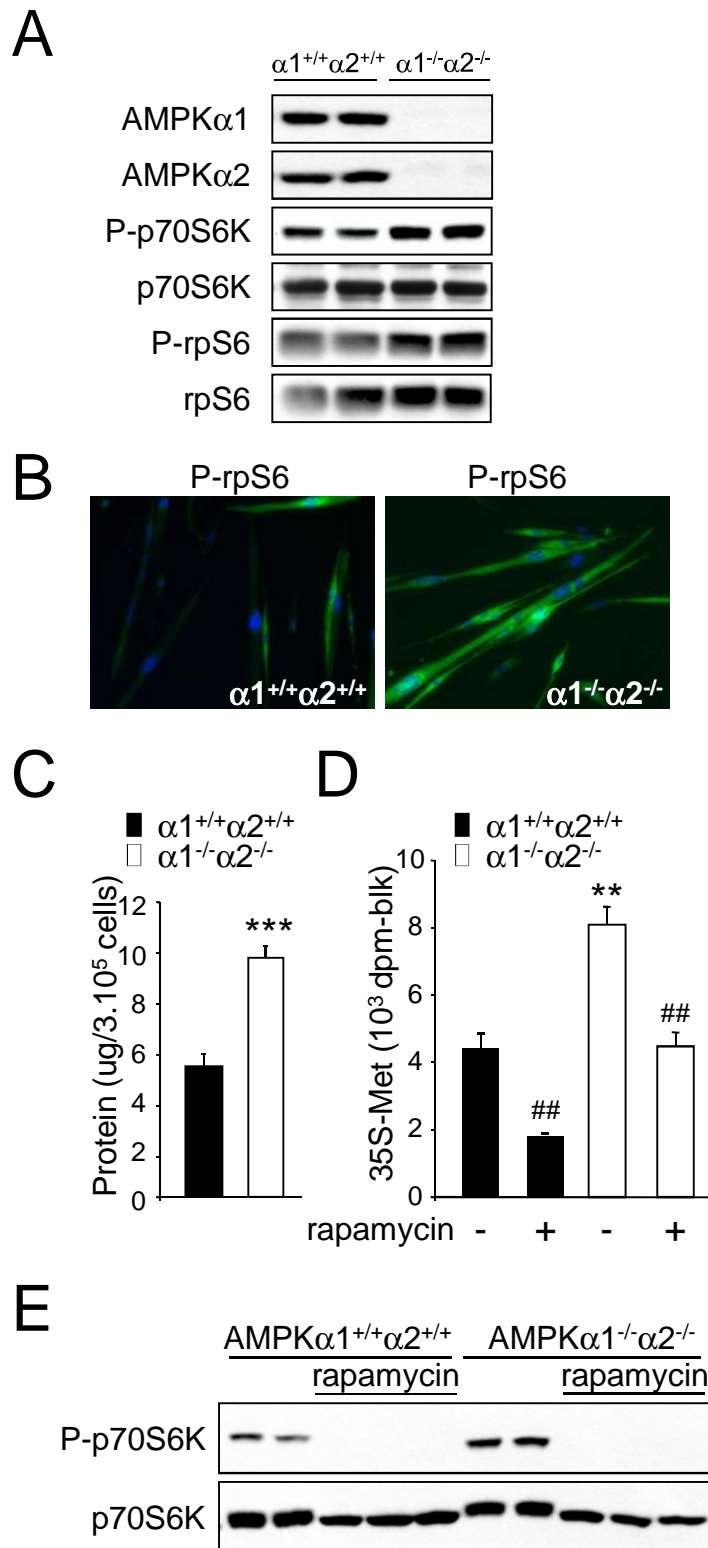 A
α1+/+α2+/+ α1-/-α2-/-
AMPKα1
AMPKα2
P-p70S6K
p70S6K
P-rpS6
rpS6
B
P-rpS6 P-rpS6
α1+/+α2+/+ α1-/-α2-/-
C
α1+/+α2+/+
α1-/-α2-/-
Protein (ug/3.10⁵ cells)
12
10
8
6
4
2
0
***
D
α1+/+α2+/+
α1-/-α2-/-
35S-Met (10³ dpm-blk)
10
8
6
4
2
0
##
**
##
rapamycin - + - +
E
AMPKα1+/+α2+/+ AMPKα1-/-α2-/-
rapamycin rapamycin
P-p70S6K
p70S6K